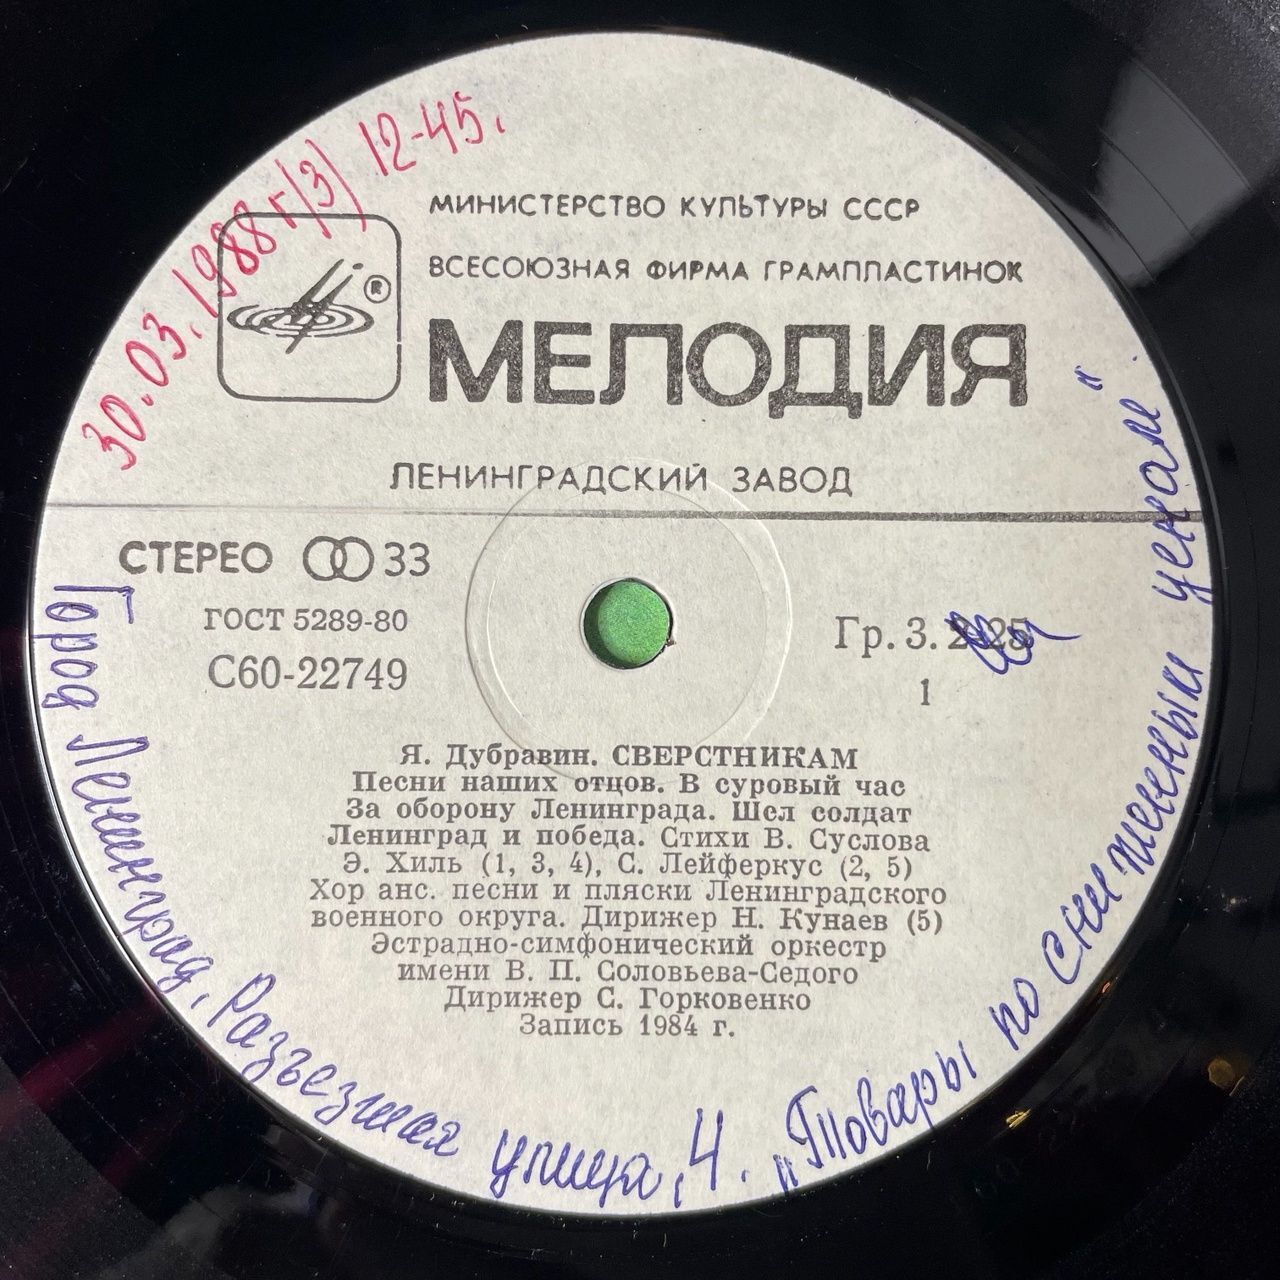 30.03.1988 г(3) 12-45.
МИНИСТЕРСТВО КУЛЬТУРЫ СССР
ВСЕСОЮЗНАЯ ФИРМА ГРАМПЛАСТИНОК
®
МЕЛОДИЯ
ЛЕНИНГРАДСКИЙ ЗАВОД
СТЕРЕО 33
ГОСТ 5289-80
С60-22749
Гр. 3.
1
Я. Дубравин. СВЕРСТНИКАМ
Песни наших отцов. В суровый час
За оборону Ленинграда. Шел солдат
Ленинград и победа. Стихи В. Суслова
Э. Хиль (1, 3, 4), С. Лейферкус (2, 5)
Хор анс. песни и пляски Ленинградского
военного округа. Дирижер Н. Кунаев (5)
Эстрадно-симфонический оркестр
имени В. П. Соловьева-Седого
Дирижер С. Горковенко
Запись 1984 г.
Город Ленинград, Разъезжая улица, 4. „Товары по сниженным ценам".